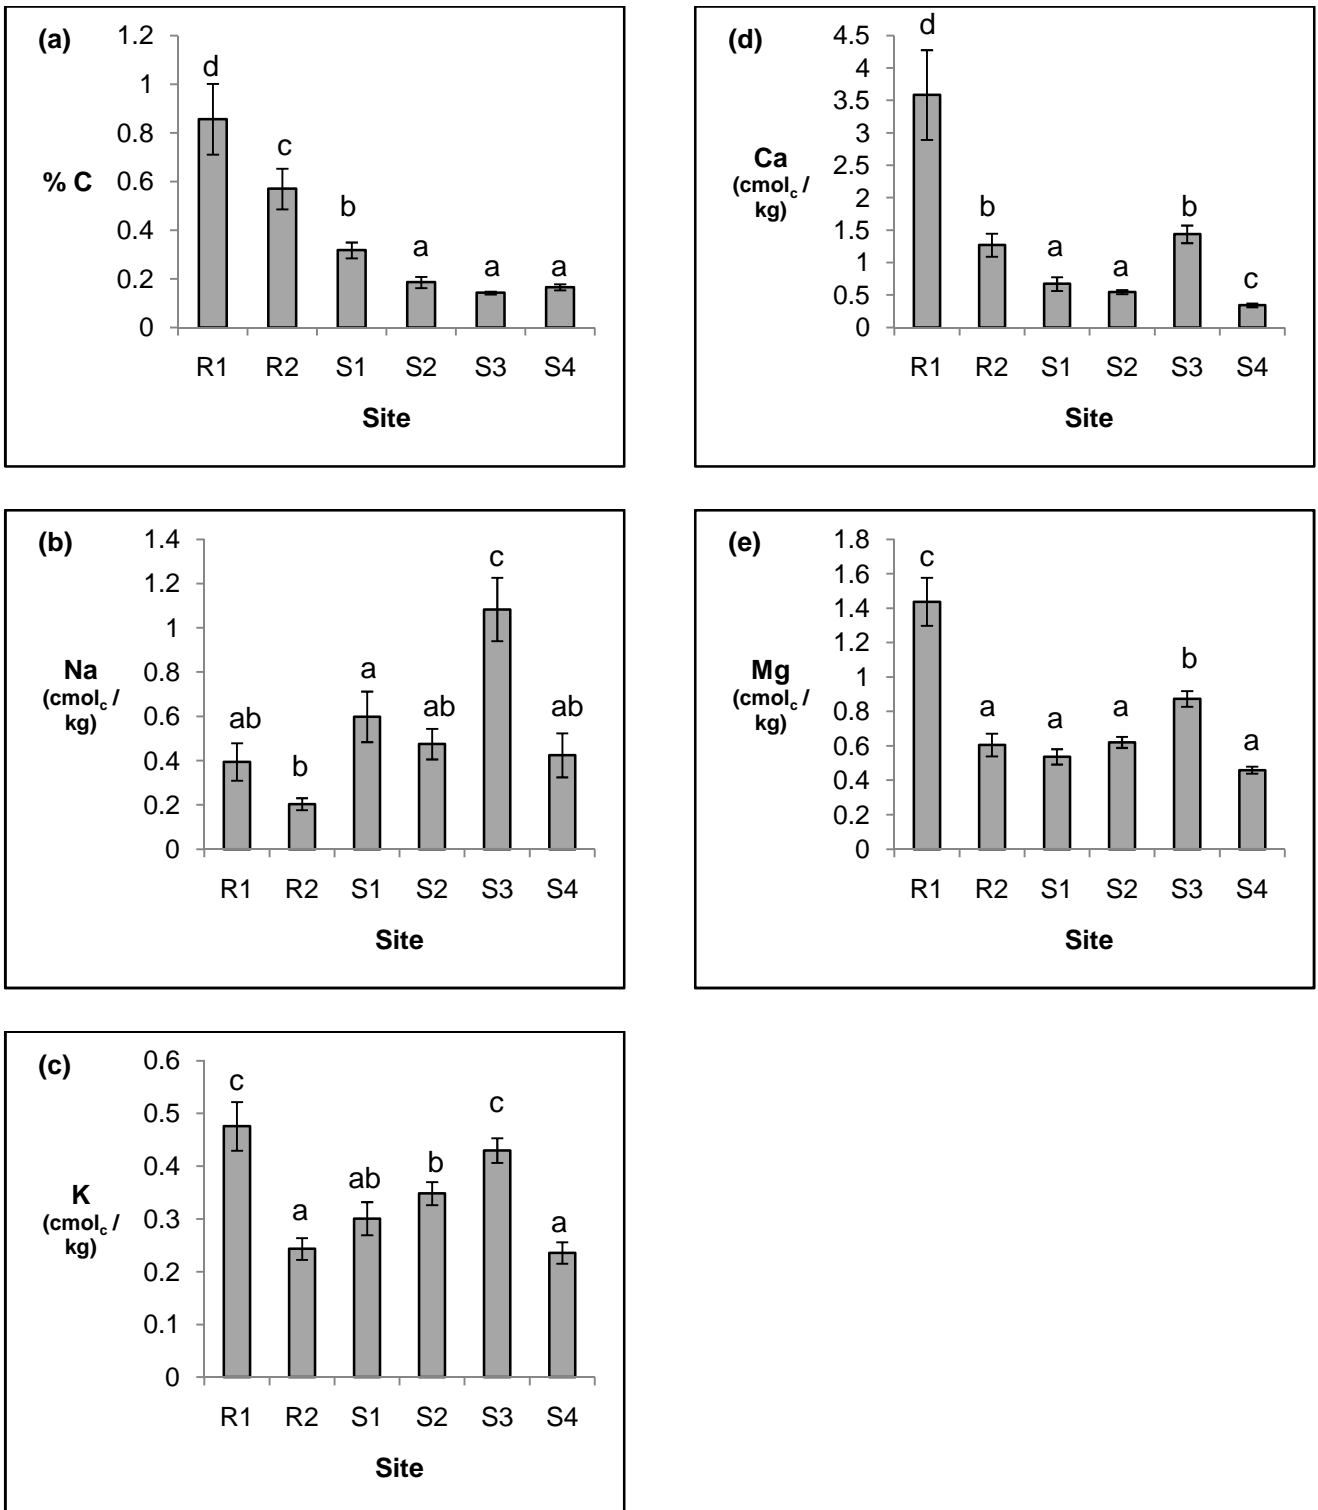 (a)
% C
1.2
1
0.8
0.6
0.4
0.2
0
d
c
b
a
a
a
R1 R2 S1 S2 S3 S4
Site
(d)
Ca
(cmolc /
kg)
4.5
4
3.5
3
2.5
2
1.5
1
0.5
0
d
b
a
a
b
c
R1 R2 S1 S2 S3 S4
Site
(b)
Na
(cmolc /
kg)
1.4
1.2
1
0.8
0.6
0.4
0.2
0
ab
b
a
ab
c
ab
R1 R2 S1 S2 S3 S4
Site
(e)
Mg
(cmolc /
kg)
1.8
1.6
1.4
1.2
1
0.8
0.6
0.4
0.2
0
c
a
a
a
b
a
R1 R2 S1 S2 S3 S4
Site
(c)
K
(cmolc /
kg)
0.6
0.5
0.4
0.3
0.2
0.1
0
c
a
ab
b
c
a
R1 R2 S1 S2 S3 S4
Site